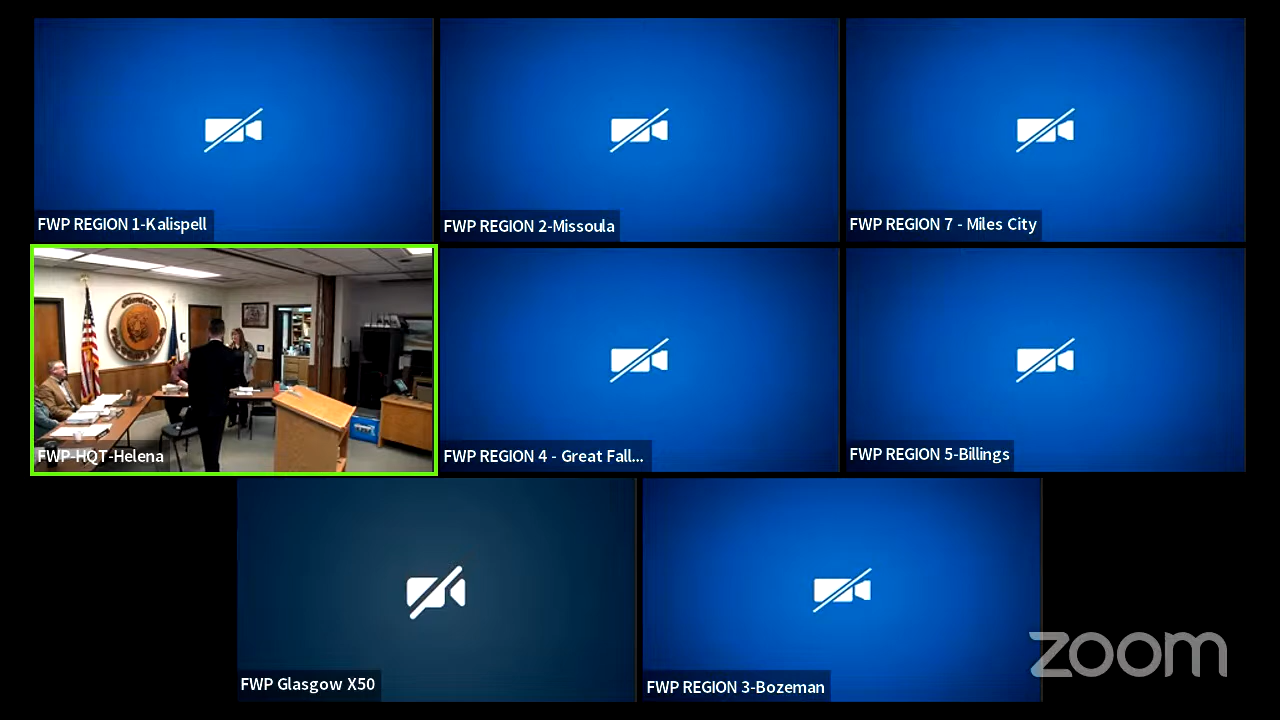 FWP REGION 1-Kalispell
FWP REGION 2-Missoula
FWP REGION 7 - Miles City
FWP-HQT-Helena
FWP REGION 4 - Great Fall...
FWP REGION 5-Billings
FWP Glasgow X50
FWP REGION 3-Bozeman
zoom